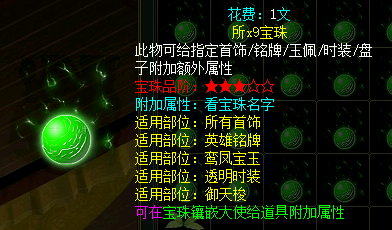 花费：1文
所x9宝珠
此物可给指定首饰/铭牌/玉佩/时装/盘
子附加额外属性
宝珠品阶：★★★☆☆
附加属性：看宝珠名字
适用部位：所有首饰
适用部位：英雄铭牌
适用部位：鸾凤宝玉
适用部位：透明时装
适用部位：御天梭
可在宝珠镶嵌大使给道具附加属性